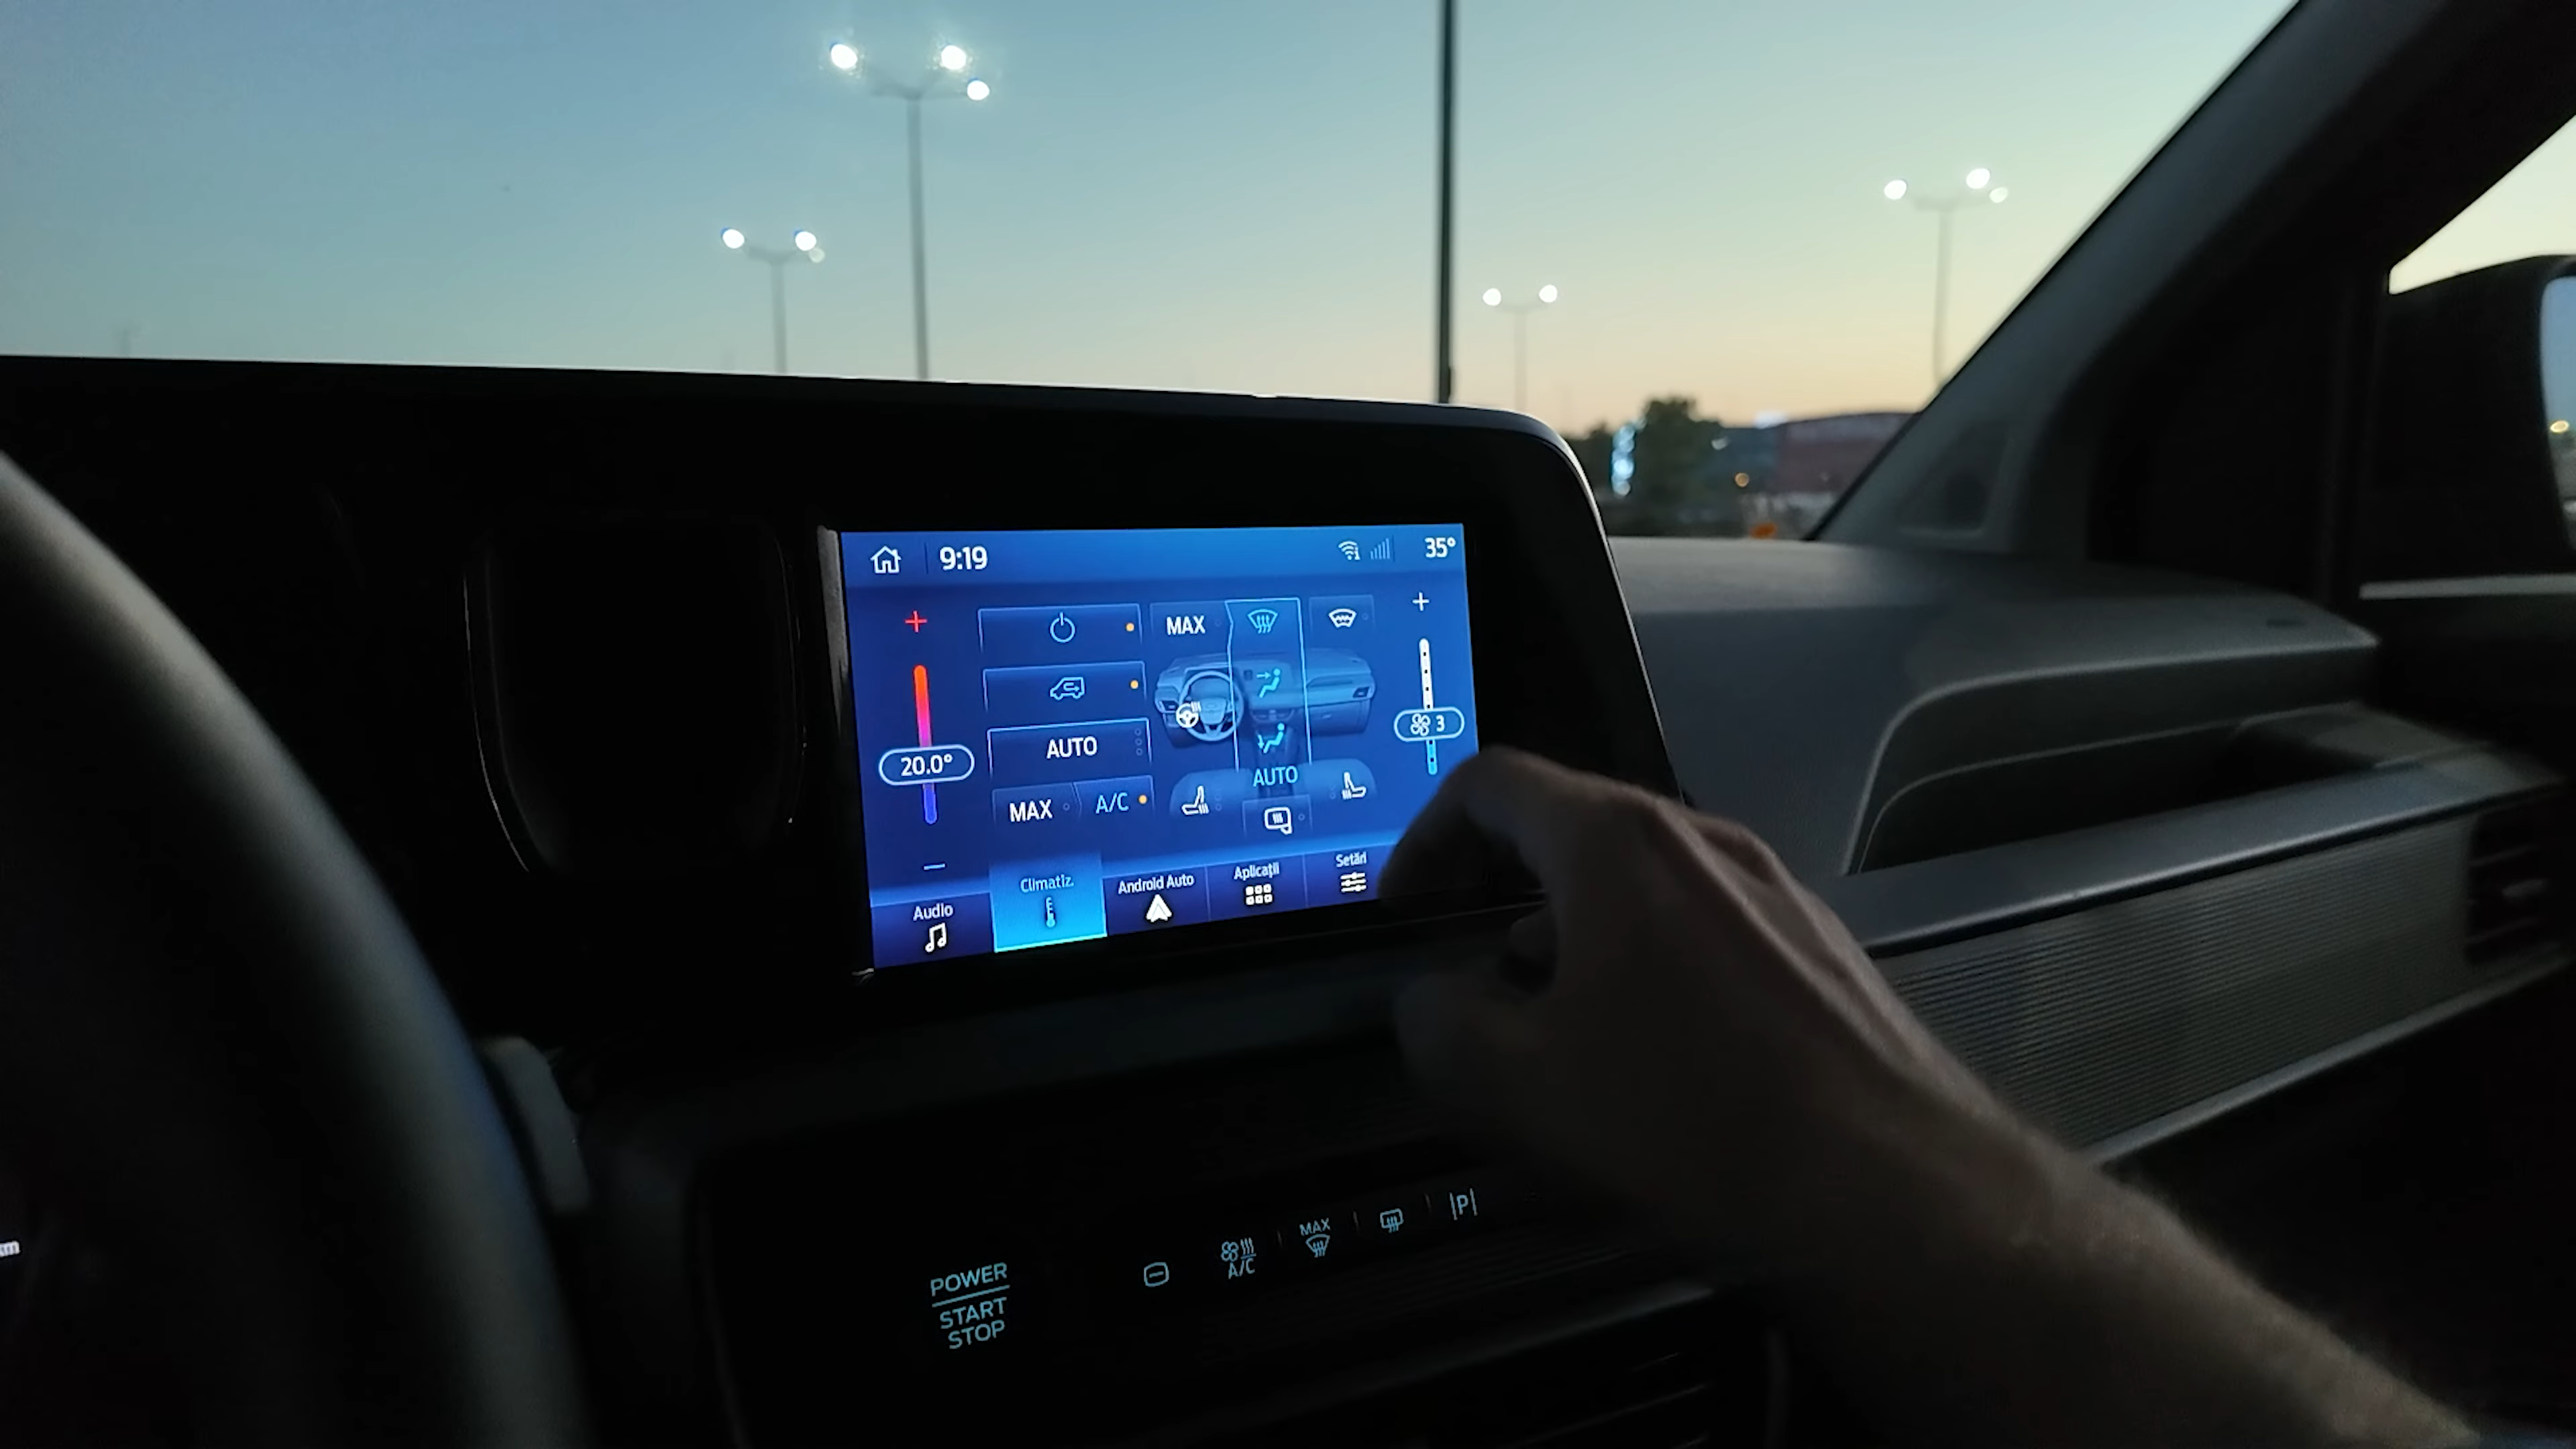 9:19
35°
MAX
AUTO
3
20.0°
MAX
A/C
AUTO
Audio
Climatiz.
Android Auto
Aplicații
Setări
POWER
START
STOP
A/C
MAX
|P|